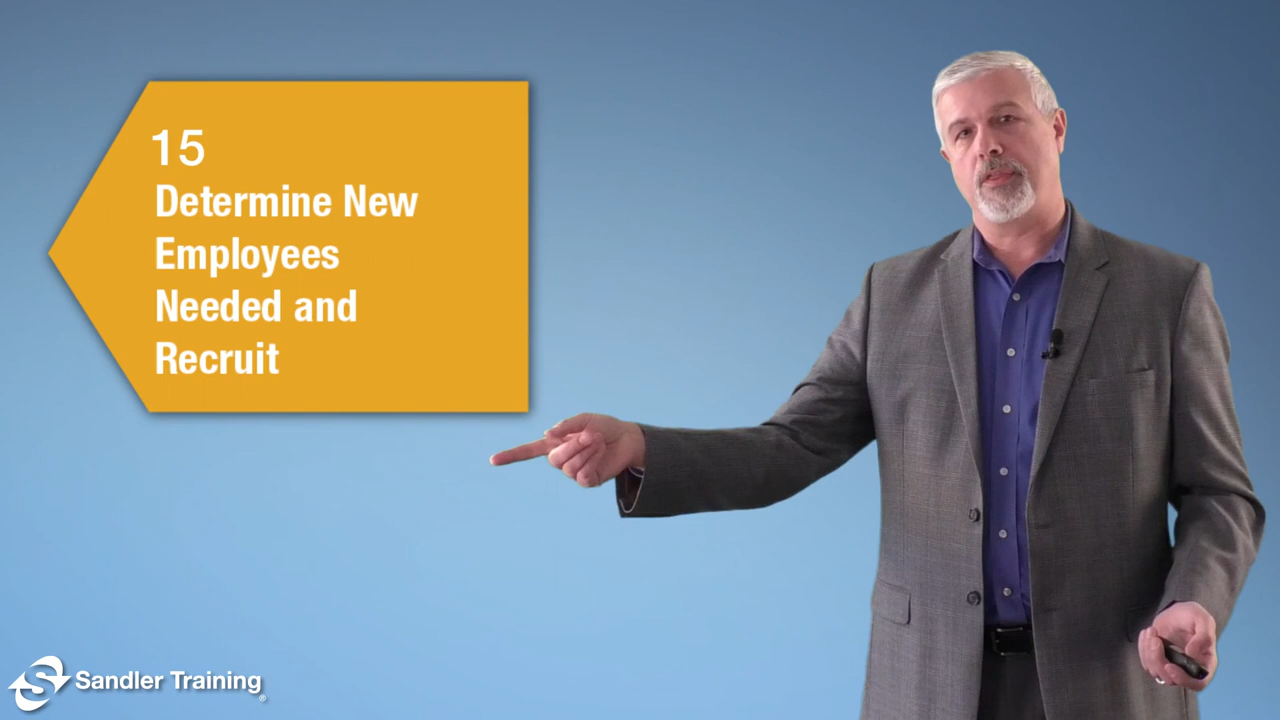 15
Determine New
Employees
Needed and
Recruit
Sandler Training®